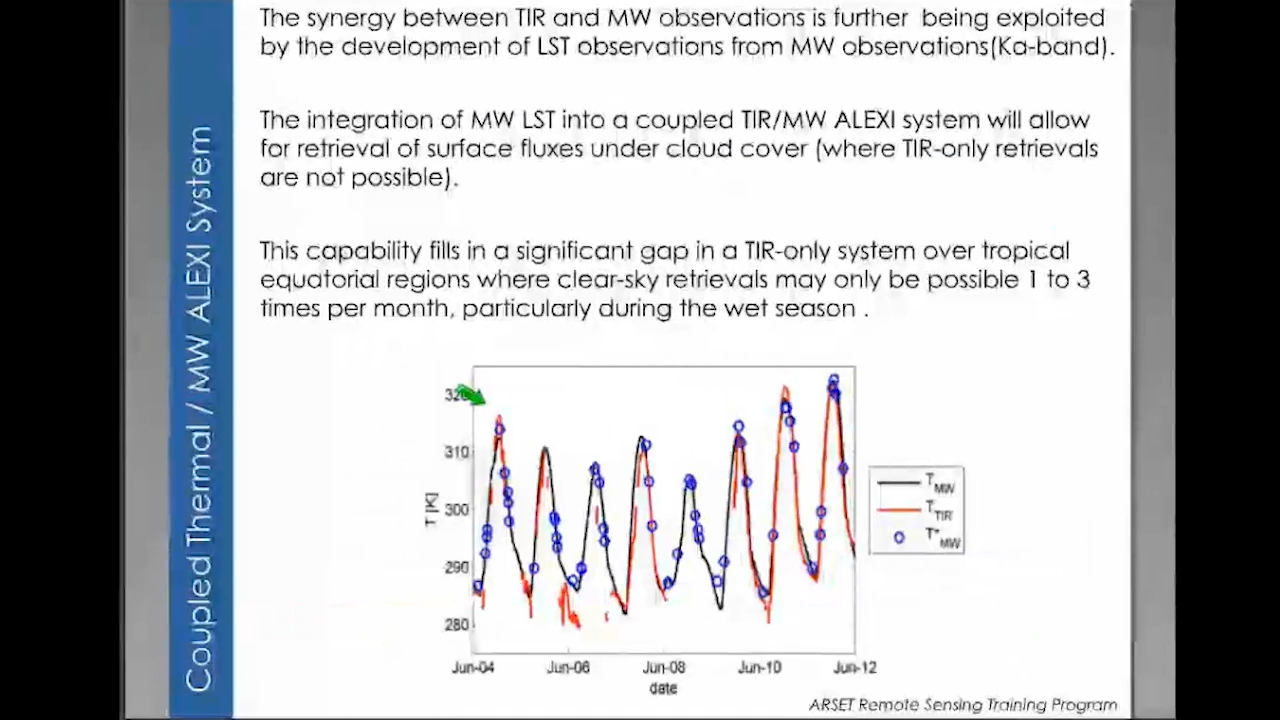 Coupled Thermal / MW ALEXI System
The synergy between TIR and MW observations is further being exploited
by the development of LST observations from MW observations(Ka-band).
The integration of MW LST into a coupled TIR/MW ALEXI system will allow
for retrieval of surface fluxes under cloud cover (where TIR-only retrievals
are not possible).
This capability fills in a significant gap in a TIR-only system over tropical
equatorial regions where clear-sky retrievals may only be possible 1 to 3
times per month, particularly during the wet season .
320
310
300
290
280
T [K]
Jun-04 Jun-06 Jun-08 Jun-10 Jun-12
date
T MW
T TIR
T* MW
ARSET Remote Sensing Training Program